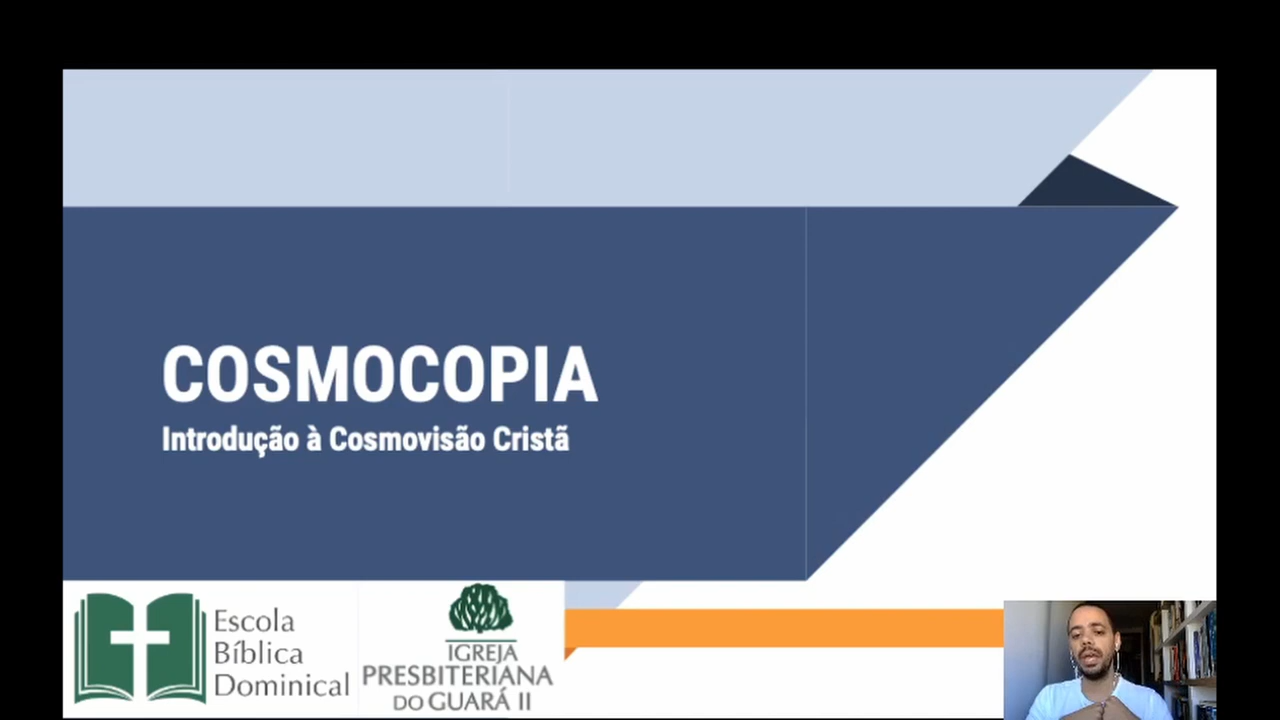 COSMOCOPIA
Introdução à Cosmovisão Cristã
Escola
Bíblica
Dominical
IGREJA
PRESBITERIANA
DO GUARÁ II